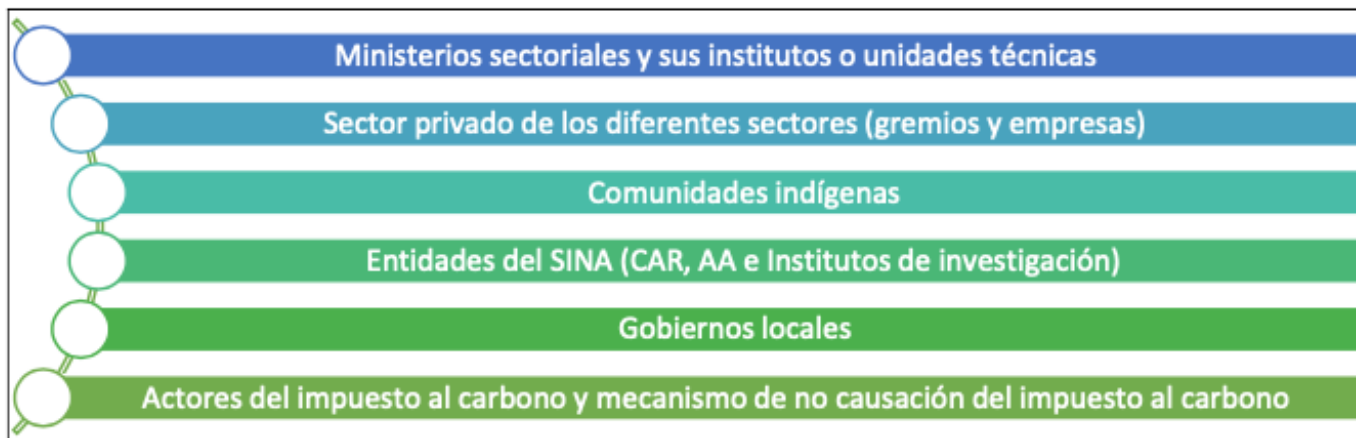 Ministerios sectoriales y sus institutos o unidades técnicas
Sector privado de los diferentes sectores (gremios y empresas)
Comunidades indígenas
Entidades del SINA (CAR, AA e Institutos de investigación)
Gobiernos locales
Actores del impuesto al carbono y mecanismo de no causación del impuesto al carbono